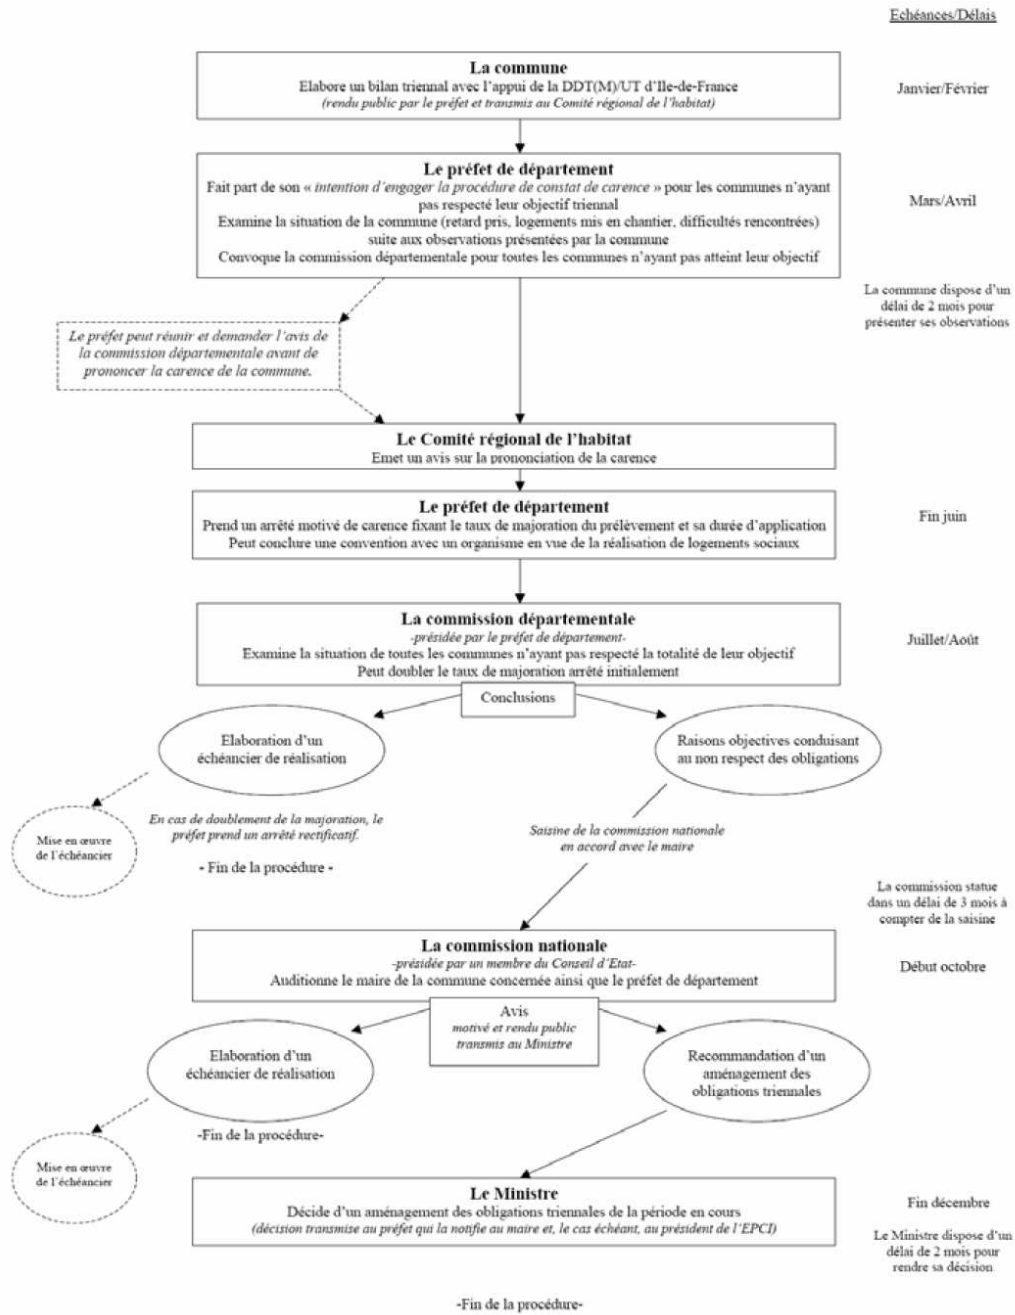 Echéances/Délais
La commune
Elabore un bilan triennal avec l'appui de la DDT(M)/UT d'Ile-de-France
(rendu public par le préfet et transmis au Comité régional de l'habitat)
Janvier/Février
Le préfet de département
Fait part de son « intention d'engager la procédure de constat de carence » pour les communes n'ayant
pas respecté leur objectif triennal
Examine la situation de la commune (retard pris, logements mis en chantier, difficultés rencontrées)
suite aux observations présentées par la commune
Convoque la commission départementale pour toutes les communes n'ayant pas atteint leur objectif
Mars/Avril
La commune dispose d'un
délai de 2 mois pour
présenter ses observations
Le préfet peut réunir et demander l'avis de
la commission départementale avant de
prononcer la carence de la commune.
Le Comité régional de l'habitat
Emet un avis sur la prononciation de la carence
Le préfet de département
Prend un arrêté motivé de carence fixant le taux de majoration du prélèvement et sa durée d'application
Peut conclure une convention avec un organisme en vue de la réalisation de logements sociaux
Fin juin
La commission départementale
-présidée par le préfet de département-
Examine la situation de toutes les communes n'ayant pas respecté la totalité de leur objectif
Peut doubler le taux de majoration arrêté initialement
Juillet/Août
Conclusions
Elaboration d'un
échéancier de réalisation
Raisons objectives conduisant
au non respect des obligations
Mise en œuvre
de l'échéancier
En cas de doublement de la majoration, le
préfet prend un arrêté rectificatif.
- Fin de la procédure -
Saisine de la commission nationale
en accord avec le maire
La commission statue
dans un délai de 3 mois à
compter de la saisine
La commission nationale
-présidée par un membre du Conseil d'Etat-
Auditionne le maire de la commune concernée ainsi que le préfet de département
Début octobre
Avis
motivé et rendu public
transmis au Ministre
Elaboration d'un
échéancier de réalisation
Recommandation d'un
aménagement des
obligations triennales
-Fin de la procédure-
Mise en œuvre
de l'échéancier
Le Ministre
Décide d'un aménagement des obligations triennales de la période en cours
(décision transmise au préfet qui la notifie au maire et, le cas échéant, au président de l'EPCI)
Fin décembre
Le Ministre dispose d'un
délai de 2 mois pour
rendre sa décision
-Fin de la procédure-